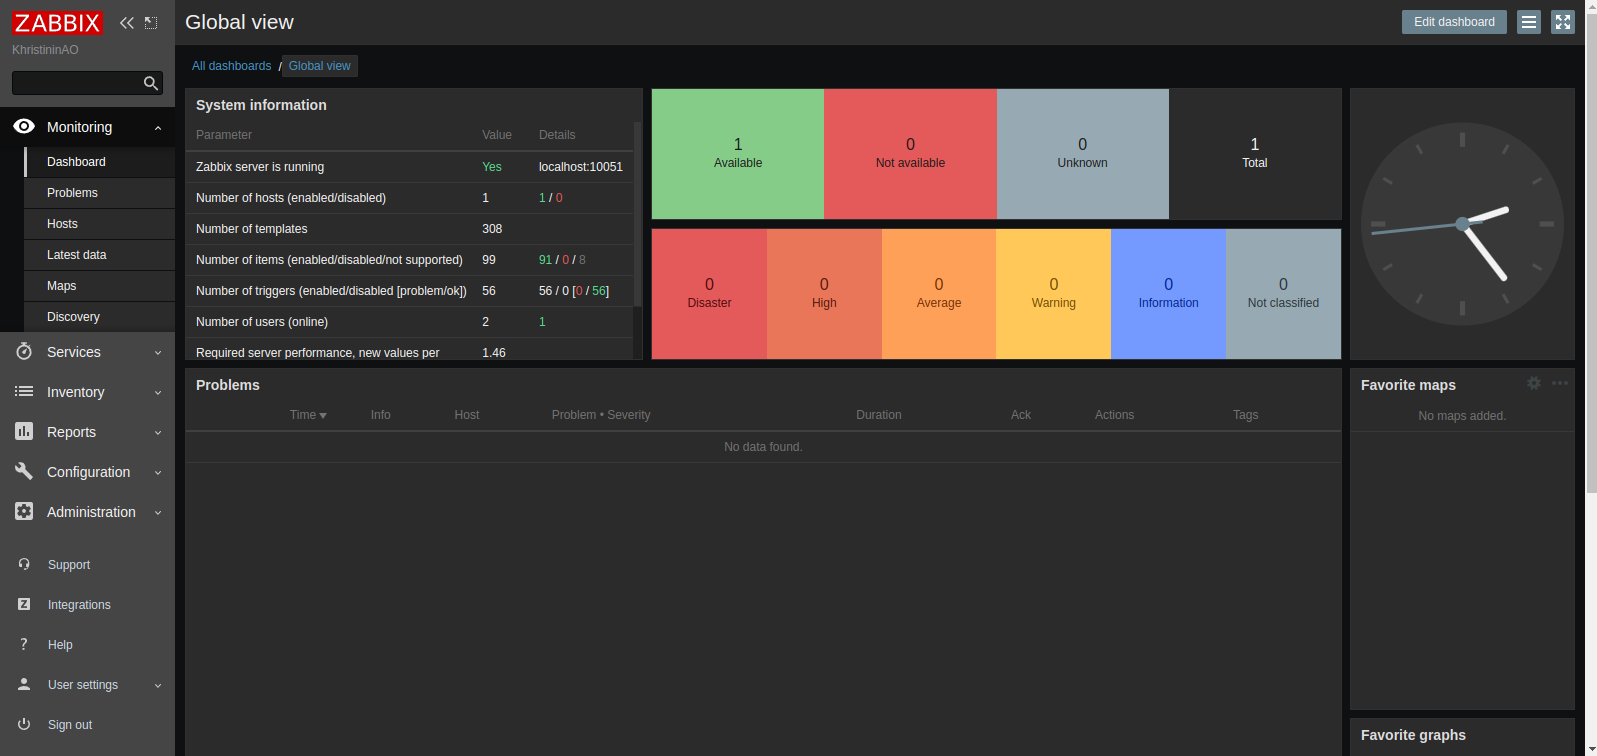 ZABBIX
KhristininAO
Monitoring
Dashboard
Problems
Hosts
Latest data
Maps
Discovery
Services
Inventory
Reports
Configuration
Administration
Support
Z Integrations
? Help
User settings
Sign out
Global view
Edit dashboard
All dashboards / Global view
System information
Parameter Value Details
Zabbix server is running Yes localhost:10051
Number of hosts (enabled/disabled) 1 1 / 0
Number of templates 308
Number of items (enabled/disabled/not supported) 99 91 / 0 / 8
Number of triggers (enabled/disabled [problem/ok]) 56 56 / 0 [0 / 56]
Number of users (online) 2 1
Required server performance, new values per 1.46
1 0 0 1
Available Not available Unknown Total
0 0 0 0 0 0
Disaster High Average Warning Information Not classified
Problems
Time Info Host Problem • Severity Duration Ack Actions Tags
No data found.
Favorite maps
No maps added.
Favorite graphs